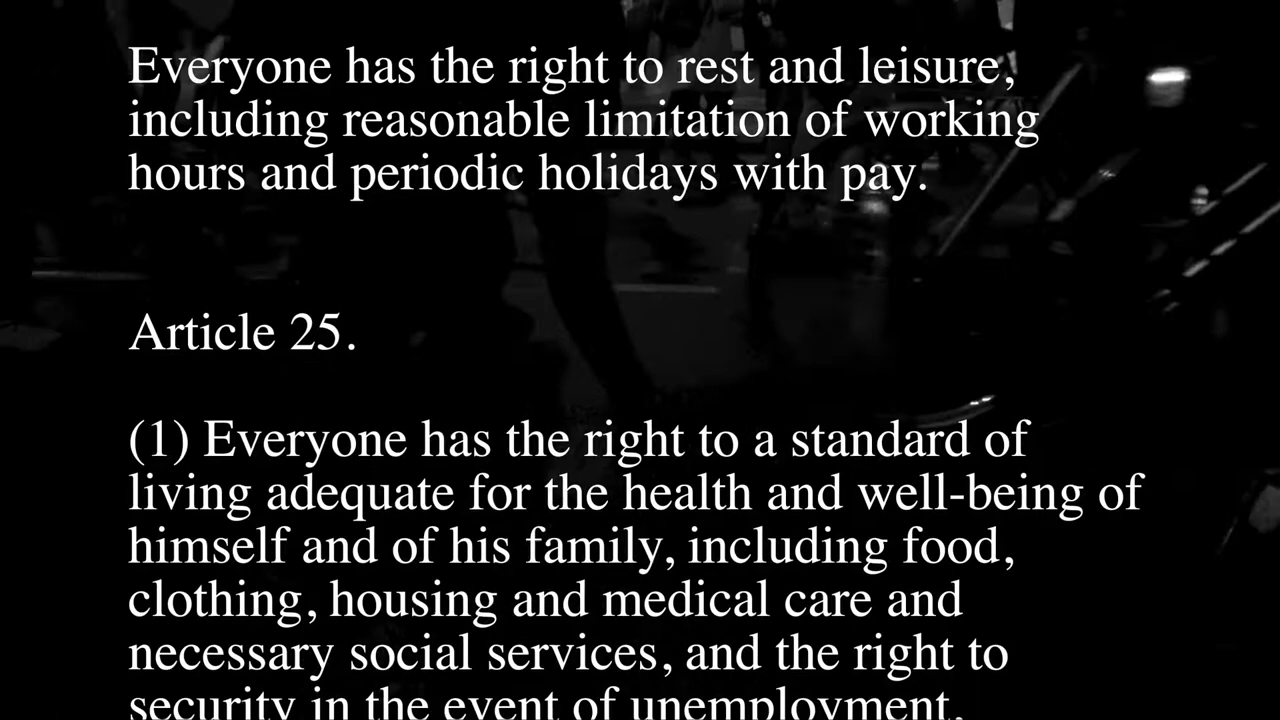 Everyone has the right to rest and leisure,
including reasonable limitation of working
hours and periodic holidays with pay.
Article 25.
(1) Everyone has the right to a standard of
living adequate for the health and well-being of
himself and of his family, including food,
clothing, housing and medical care and
necessary social services, and the right to
security in the event of unemployment,